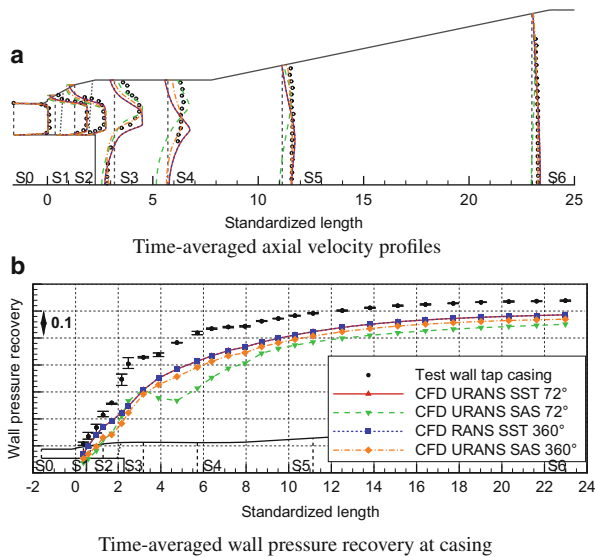 a
S0 S1 S2 S3 S4 S5 S6
0 5 10 15 20 25
Standardized length
Time-averaged axial velocity profiles
b
0.1
Wall pressure recovery
Test wall tap casing
CFD URANS SST 72°
CFD URANS SAS 72°
CFD RANS SST 360°
CFD URANS SAS 360°
S0 S S2 S3 S4 S5 S6
-2 0 2 4 6 8 10 12 14 16 18 20 22 24
Standardized length
Time-averaged wall pressure recovery at casing